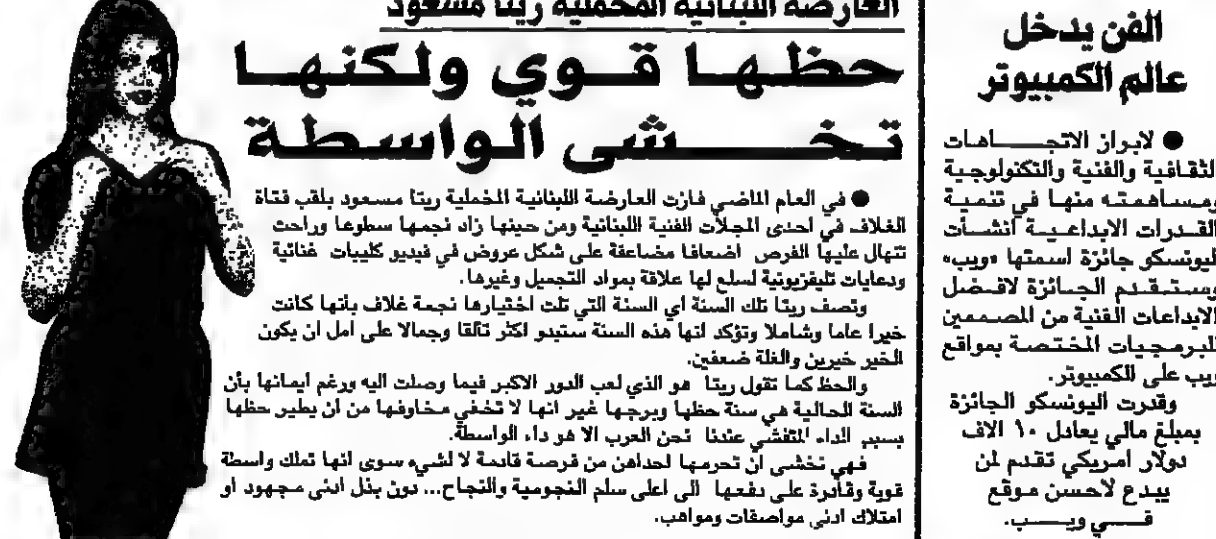 العارضة اللبنانية المخملية ريتا مسعود
حظها قوي ولكنها
تخشى الواسطة
● في العام الماضي فازت العارضة اللبنانية المخملية ريتا مسعود بلقب فتاة
الغلاف في احدى المجلات الفنية اللبنانية ومن حينها زاد نجمها سطوعا وراحت
تنهال عليها الفرص اضعافا مضاعفة على شكل عروض في فيديو كليبات غنائية
ودعايات تليفزيونية لسلع لها علاقة بمواد التجميل وغيرها.
وتصف ريتا تلك السنة أي السنة التي تلت اختيارها نجمة غلاف بأنها كانت
خيرا عاما وشاملا وتؤكد انها هذه السنة ستبدو اكثر تألقا وجمالا على امل ان يكون
الخير خيرين والغلة ضعفين.
والحظ كما تقول ريتا هو الذي لعب الدور الاكبر فيما وصلت اليه ورغم ايمانها بأن
السنة الحالية هي سنة حظها وبرجها غير انها لا تخفي مخاوفها من ان يطير حظها
بسبب الداء المتفشي عندنا نحن العرب الا هو داء الواسطة.
فهي تخشى ان تحرمها احداهن من فرصة قادمة لا لشيء سوى انها تملك واسطة
قوية وقادرة على دفعها الى اعلى سلم النجومية والنجاح... دون بذل ادنى مجهود او
امتلاك ادنى مواصفات ومواهب.
الفن يدخل
عالم الكمبيوتر
● لابراز الاتجاهات
الثقافية والفنية والتكنولوجية
ومساهمته منها في تنمية
القدرات الابداعية أنشأت
اليونسكو جائزة اسمتها «ويب»
وستقدم الجائزة لافضل
الابداعات الفنية من المصممين
للبرمجيات المختصة بمواقع
ويب على الكمبيوتر.
وقدرت اليونسكو الجائزة
بمبلغ مالي يعادل ١٠ الاف
دولار امريكي تقدم لمن
يبدع لاحسن موقع
في ويب.